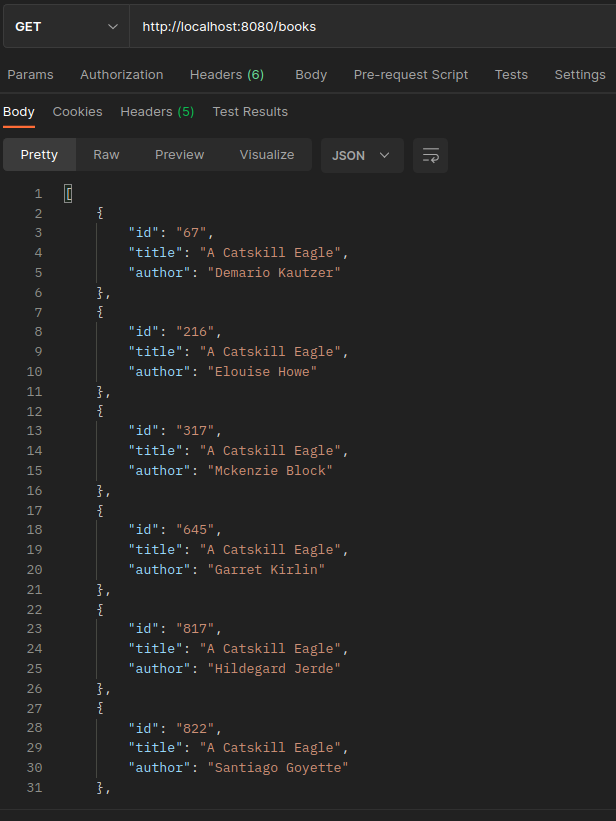 GET http://localhost:8080/books
Params Authorization Headers (6) Body Pre-request Script Tests Settings
Body Cookies Headers (5) Test Results
Pretty Raw Preview Visualize JSON
1 [
2 {
3 "id": "67",
4 "title": "A Catskill Eagle",
5 "author": "Demario Kautzer"
6 },
7 {
8 "id": "216",
9 "title": "A Catskill Eagle",
10 "author": "Elouise Howe"
11 },
12 {
13 "id": "317",
14 "title": "A Catskill Eagle",
15 "author": "Mckenzie Block"
16 },
17 {
18 "id": "645",
19 "title": "A Catskill Eagle",
20 "author": "Garret Kirlin"
21 },
22 {
23 "id": "817",
24 "title": "A Catskill Eagle",
25 "author": "Hildegard Jerde"
26 },
27 {
28 "id": "822",
29 "title": "A Catskill Eagle",
30 "author": "Santiago Goyette"
31 },